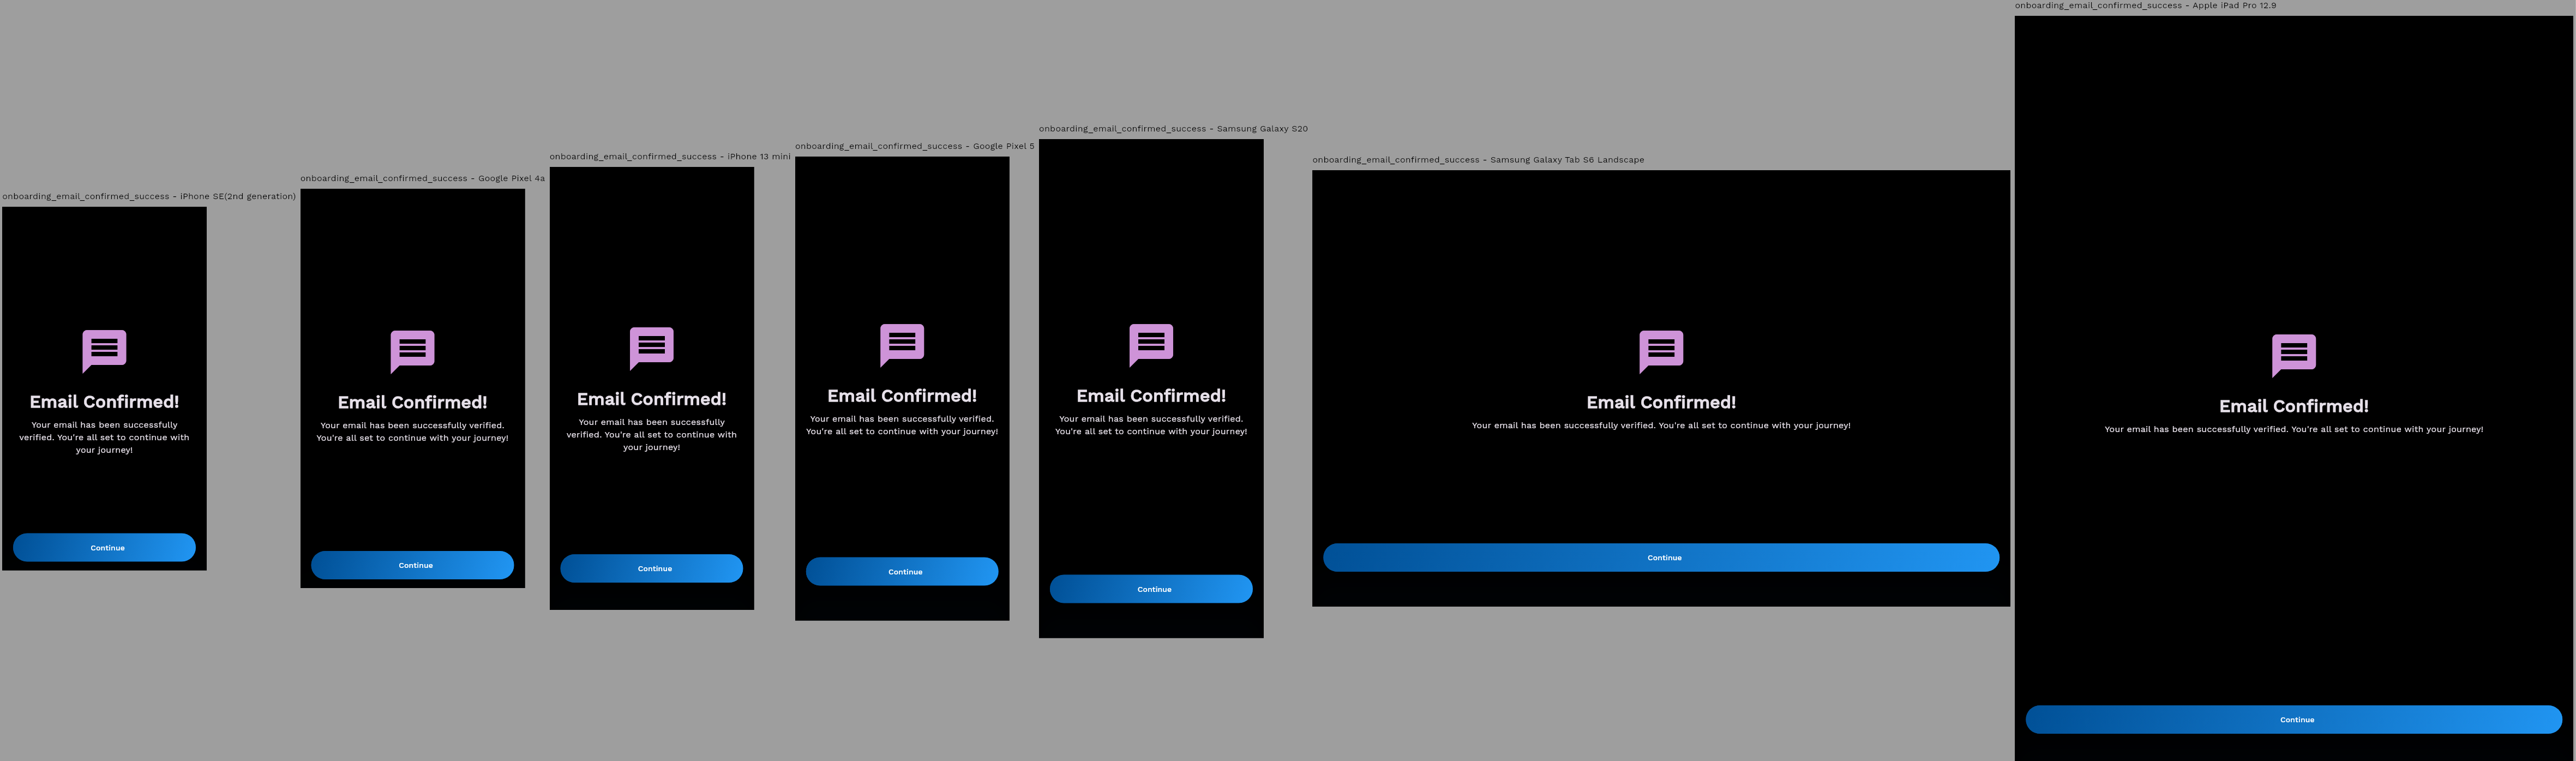 onboarding_email_confirmed_success - iPhone SE(2nd generation)
Email Confirmed!
Your email has been successfully
verified. You're all set to continue with
your journey!
Continue
onboarding_email_confirmed_success - Google Pixel 4a
Email Confirmed!
Your email has been successfully verified.
You're all set to continue with your journey!
Continue
onboarding_email_confirmed_success - iPhone 13 mini
Email Confirmed!
Your email has been successfully
verified. You're all set to continue with
your journey!
Continue
onboarding_email_confirmed_success - Google Pixel 5
Email Confirmed!
Your email has been successfully verified.
You're all set to continue with your journey!
Continue
onboarding_email_confirmed_success - Samsung Galaxy S20
Email Confirmed!
Your email has been successfully verified.
You're all set to continue with your journey!
Continue
onboarding_email_confirmed_success - Samsung Galaxy Tab S6 Landscape
Email Confirmed!
Your email has been successfully verified. You're all set to continue with your journey!
Continue
onboarding_email_confirmed_success - Apple iPad Pro 12.9
Email Confirmed!
Your email has been successfully verified. You're all set to continue with your journey!
Continue